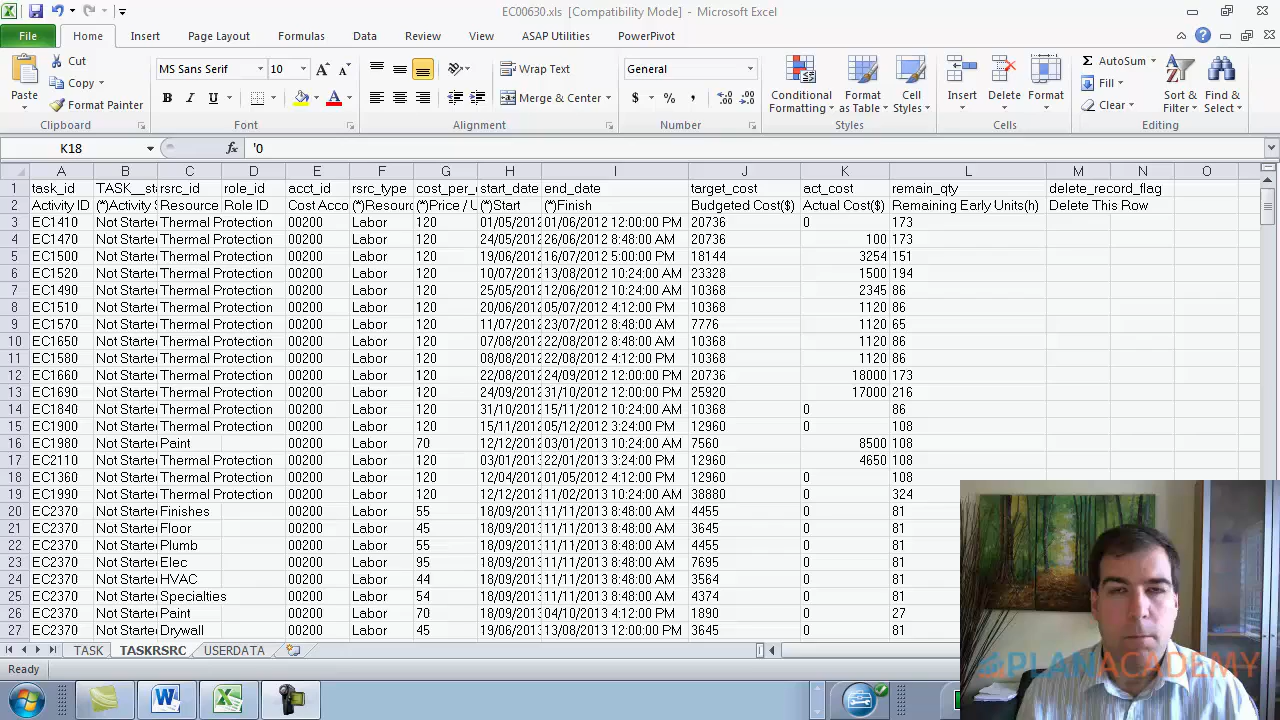 EC00630.xls [Compatibility Mode] - Microsoft Excel
File Home Insert Page Layout Formulas Data Review View ASAP Utilities PowerPivot
Paste Cut Copy Format Painter Clipboard
MS Sans Serif 10 A A B I U A Font
Wrap Text Merge & Center Alignment
General $ % , .00 .0 Number
Conditional Formatting Format as Table Cell Styles Styles
Insert Delete Format Cells
Σ AutoSum Fill Clear Sort & Filter Find & Select Editing
K18 fx '0
A B C D E F G H I J K L M N O
1 task_id TASK__st rsrc_id role_id acct_id rsrc_type cost_per_ start_date end_date target_cost act_cost remain_qty delete_record_flag
2 Activity ID (*)Activity Resource Role ID Cost Acco (*)Resourc (*)Price / U (*)Start (*)Finish Budgeted Cost($) Actual Cost($) Remaining Early Units(h) Delete This Row
3 EC1410 Not Starte Thermal Protection 00200 Labor 120 01/05/2012 01/06/2012 12:00:00 PM 20736 0 173
4 EC1470 Not Starte Thermal Protection 00200 Labor 120 24/05/2012 26/06/2012 8:48:00 AM 20736 100 173
5 EC1500 Not Starte Thermal Protection 00200 Labor 120 19/06/2012 16/07/2012 5:00:00 PM 18144 3254 151
6 EC1520 Not Starte Thermal Protection 00200 Labor 120 10/07/2012 13/08/2012 10:24:00 AM 23328 1500 194
7 EC1490 Not Starte Thermal Protection 00200 Labor 120 25/05/2012 12/06/2012 10:24:00 AM 10368 2345 86
8 EC1510 Not Starte Thermal Protection 00200 Labor 120 20/06/2012 05/07/2012 4:12:00 PM 10368 1120 86
9 EC1570 Not Starte Thermal Protection 00200 Labor 120 11/07/2012 23/07/2012 8:48:00 AM 7776 1120 65
10 EC1650 Not Starte Thermal Protection 00200 Labor 120 07/08/2012 22/08/2012 8:48:00 AM 10368 1120 86
11 EC1580 Not Starte Thermal Protection 00200 Labor 120 08/08/2012 22/08/2012 4:12:00 PM 10368 1120 86
12 EC1660 Not Starte Thermal Protection 00200 Labor 120 22/08/2012 24/09/2012 12:00:00 PM 20736 18000 173
13 EC1690 Not Starte Thermal Protection 00200 Labor 120 24/09/2012 31/10/2012 12:00:00 PM 25920 17000 216
14 EC1840 Not Starte Thermal Protection 00200 Labor 120 31/10/2012 15/11/2012 10:24:00 AM 10368 0 86
15 EC1900 Not Starte Thermal Protection 00200 Labor 120 15/11/2012 05/12/2012 3:24:00 PM 12960 0 108
16 EC1980 Not Starte Paint 00200 Labor 70 12/12/2012 03/01/2013 10:24:00 AM 7560 8500 108
17 EC2110 Not Starte Thermal Protection 00200 Labor 120 03/01/2013 22/01/2013 3:24:00 PM 12960 4650 108
18 EC1360 Not Starte Thermal Protection 00200 Labor 120 12/04/2012 01/05/2012 4:12:00 PM 12960 0 108
19 EC1990 Not Starte Thermal Protection 00200 Labor 120 12/12/2012 11/02/2013 10:24:00 AM 38880 0 324
20 EC2370 Not Starte Finishes 00200 Labor 55 18/09/2013 11/11/2013 8:48:00 AM 4455 0 81
21 EC2370 Not Starte Floor 00200 Labor 45 18/09/2013 11/11/2013 8:48:00 AM 3645 0 81
22 EC2370 Not Starte Plumb 00200 Labor 55 18/09/2013 11/11/2013 8:48:00 AM 4455 0 81
23 EC2370 Not Starte Elec 00200 Labor 95 18/09/2013 11/11/2013 8:48:00 AM 7695 0 81
24 EC2370 Not Starte HVAC 00200 Labor 44 18/09/2013 11/11/2013 8:48:00 AM 3564 0 81
25 EC2370 Not Starte Specialties 00200 Labor 54 18/09/2013 11/11/2013 8:48:00 AM 4374 0 81
26 EC2370 Not Starte Paint 00200 Labor 70 18/09/2013 04/10/2013 4:12:00 PM 1890 0 27
27 EC2370 Not Starte Drywall 00200 Labor 45 19/06/2013 13/08/2013 12:00:00 PM 3645 0 81
TASK TASKRSRC USERDATA
Ready
PLANACADEMY